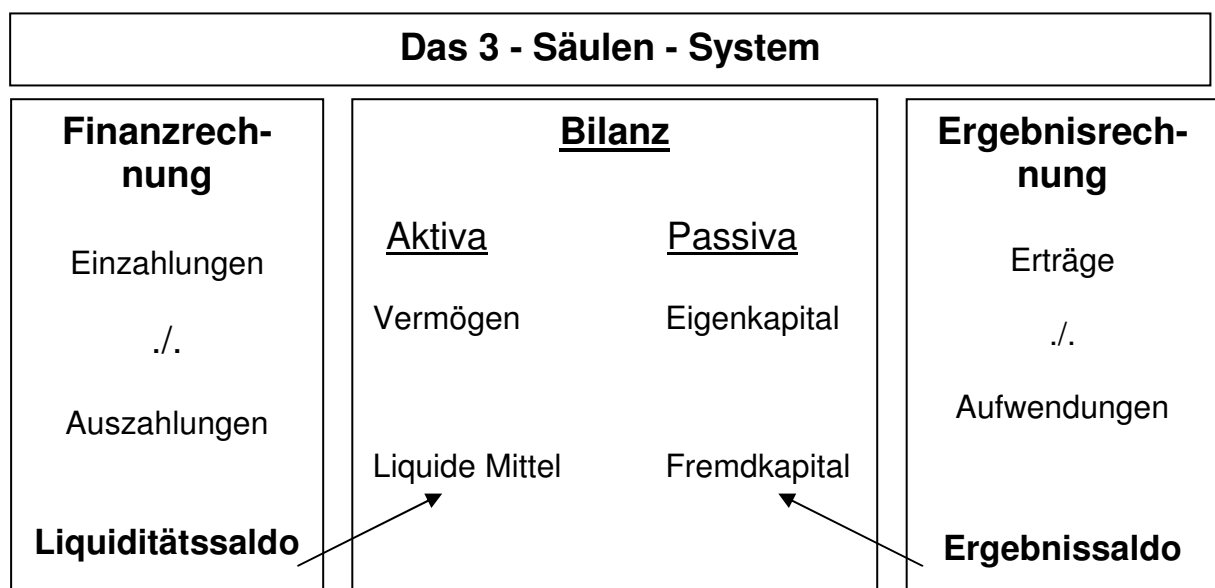 Das 3 - Säulen - System
Finanzrech-
nung
Einzahlungen
./.
Auszahlungen
Liquiditätssaldo
Bilanz
Aktiva Passiva
Vermögen Eigenkapital
Liquide Mittel Fremdkapital
Ergebnisrech-
nung
Erträge
./.
Aufwendungen
Ergebnissaldo